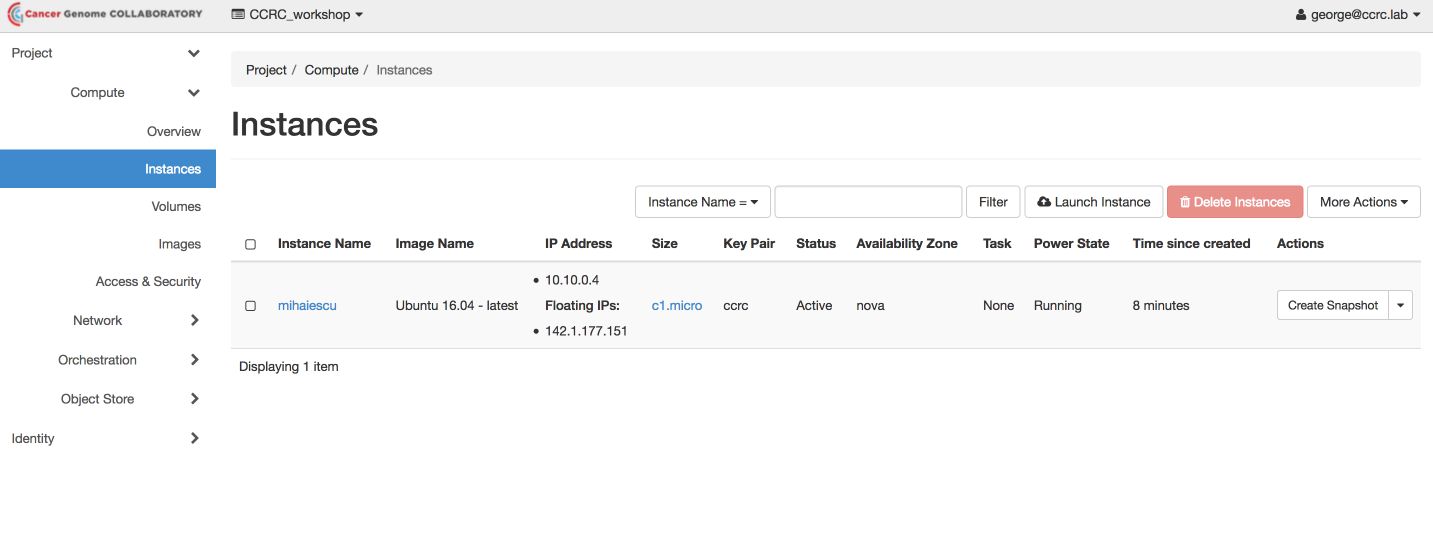 Cancer Genome COLLABORATORY CCRC_workshop george@ccrc.lab
Project
Compute
Overview
Instances
Volumes
Images
Access & Security
Network
Orchestration
Object Store
Identity
Project / Compute / Instances
Instances
Instance Name = Filter Launch Instance Delete Instances More Actions
Instance Name Image Name IP Address Size Key Pair Status Availability Zone Task Power State Time since created Actions
• 10.10.0.4
mihaiescu Ubuntu 16.04 - latest Floating IPs: c1.micro ccrc Active nova None Running 8 minutes Create Snapshot
• 142.1.177.151
Displaying 1 item